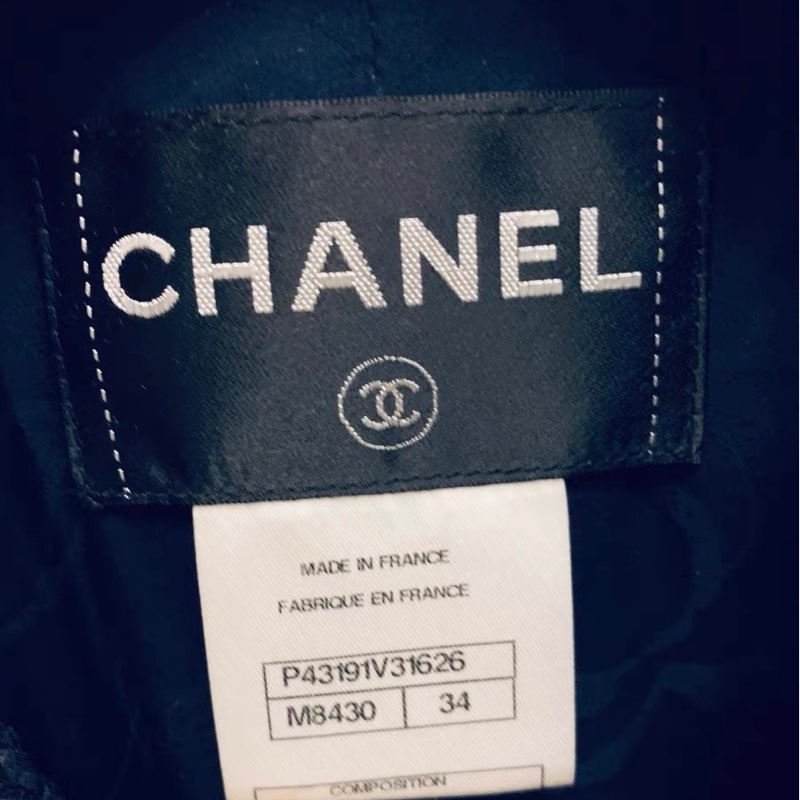 CHANEL
MADE IN FRANCE
FABRIQUE EN FRANCE
P43191V31626
M8430 34
COMPOSITION